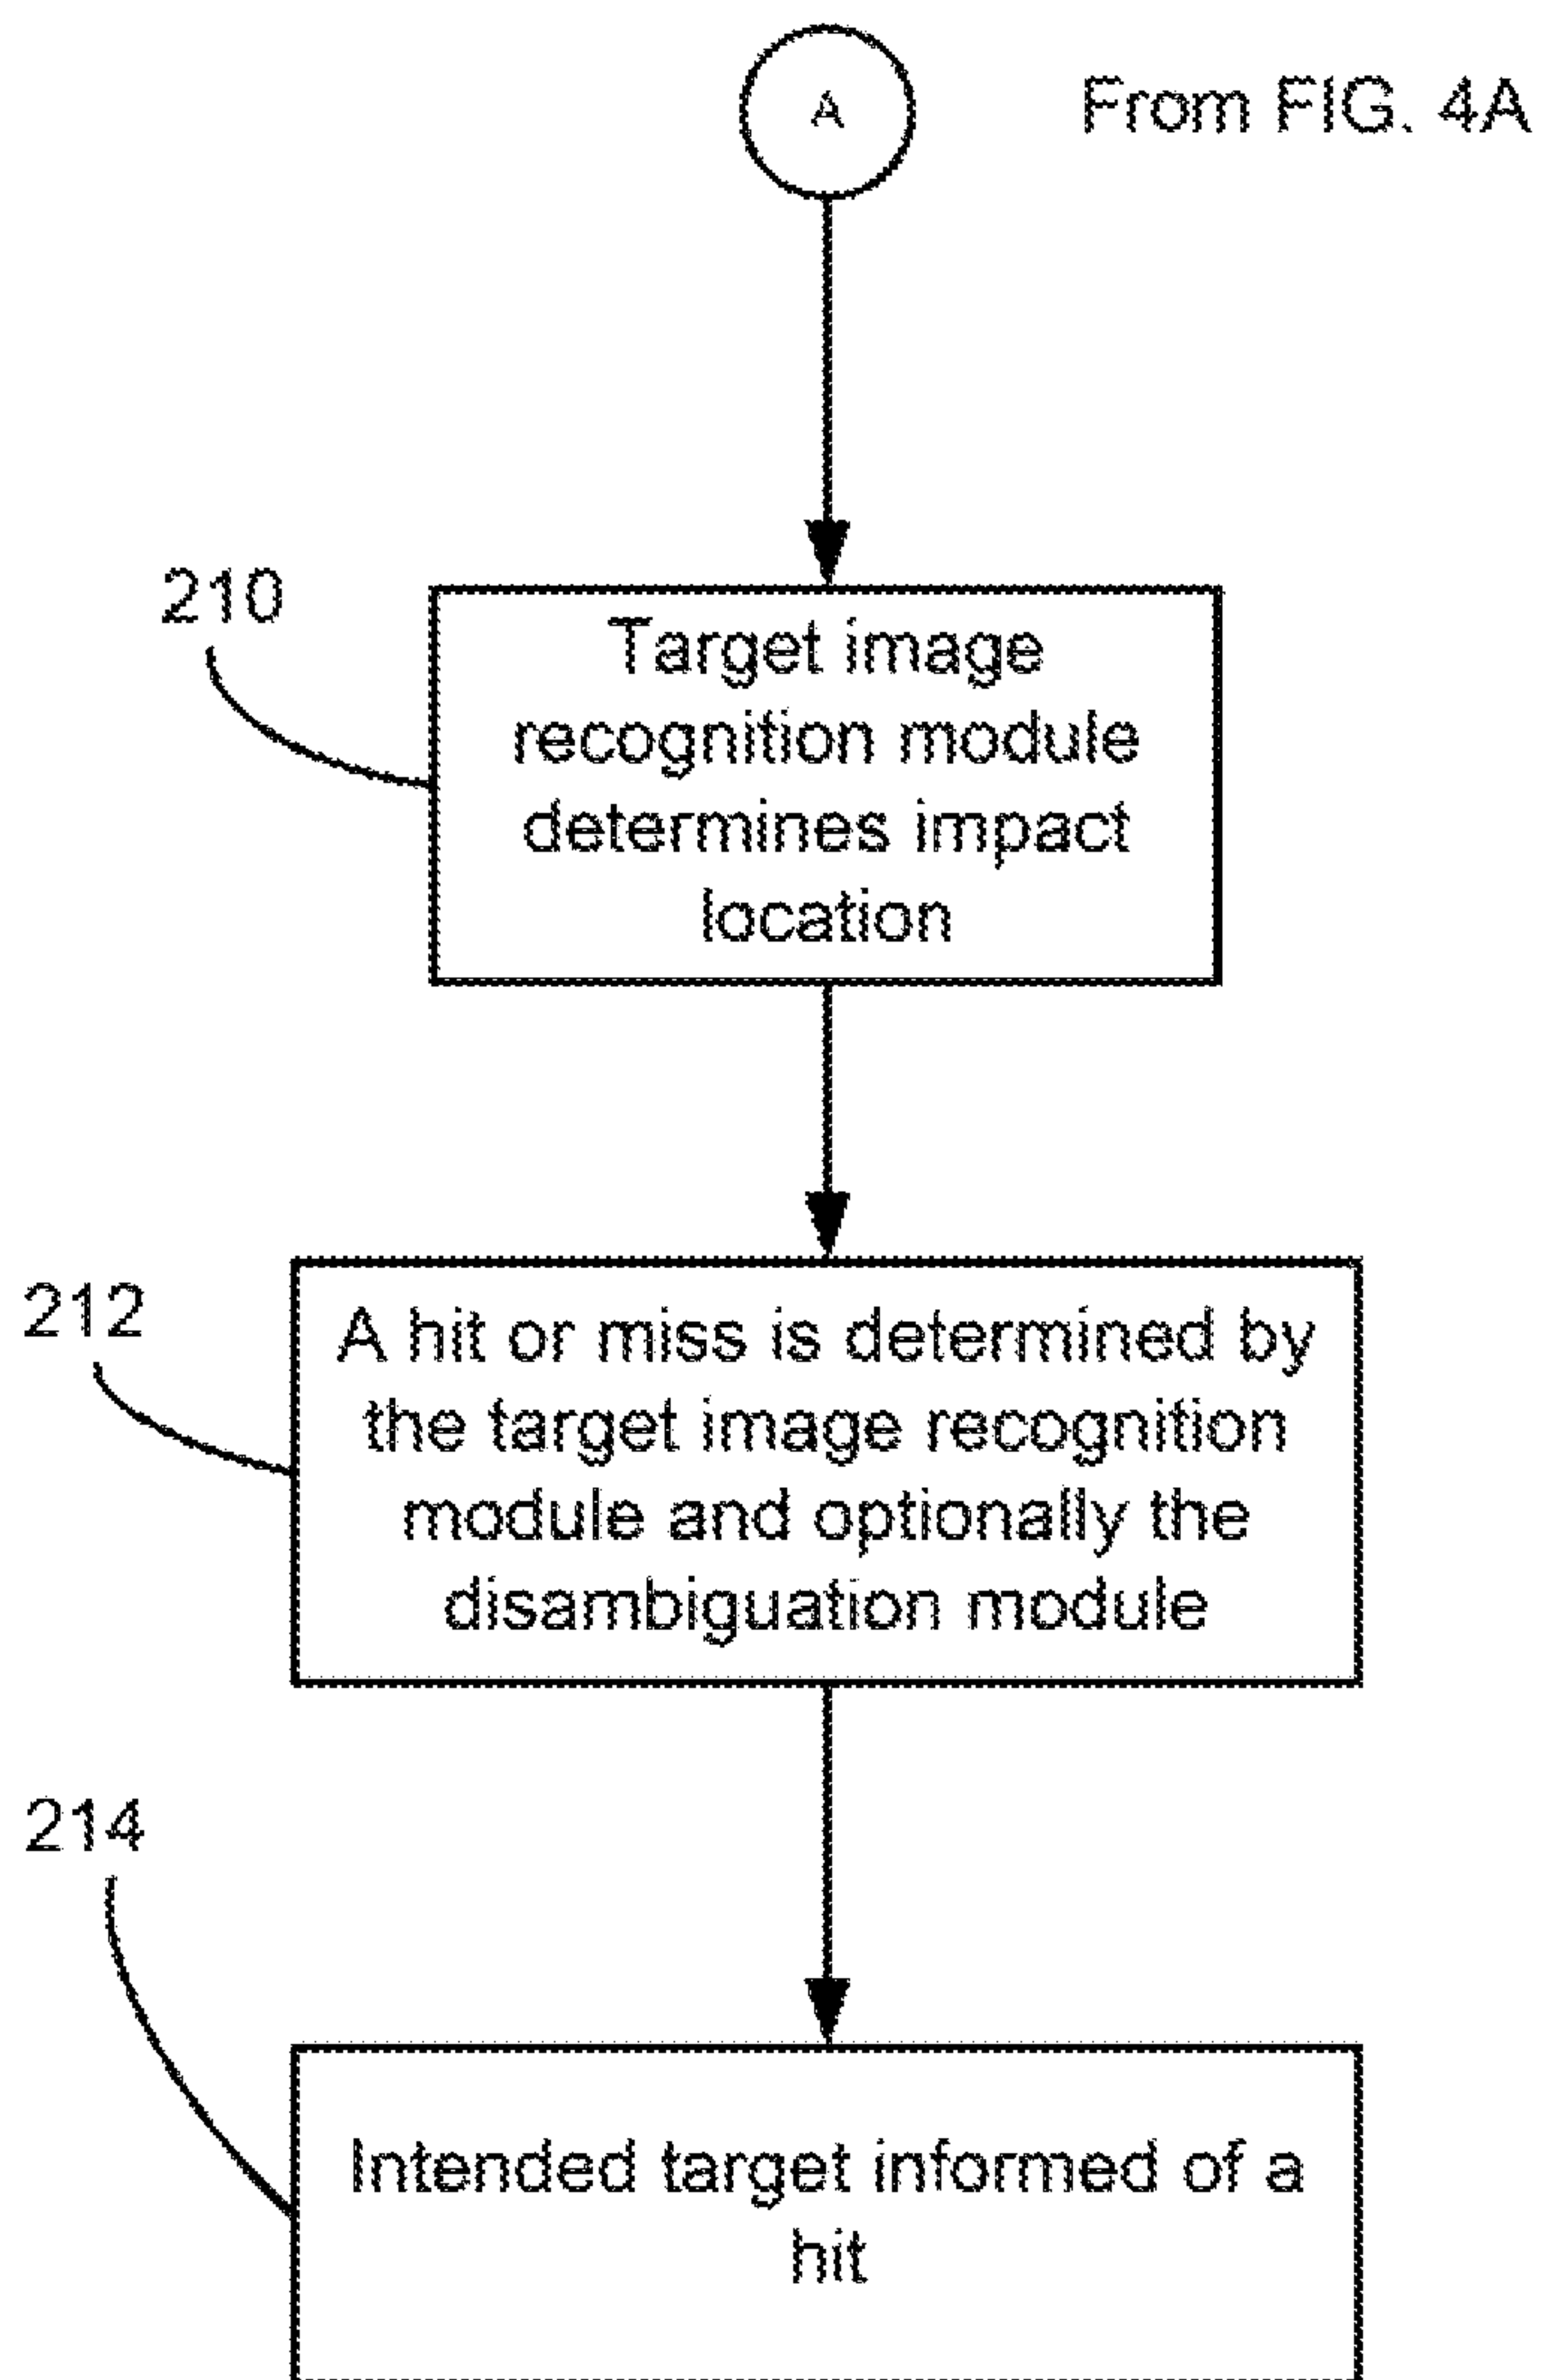 A
From FIG. 4A
210
Target image
recognition module
determines impact
location
212
A hit or miss is determined by
the target image recognition
module and optionally the
disambiguation module
214
Intended target informed of a
hit